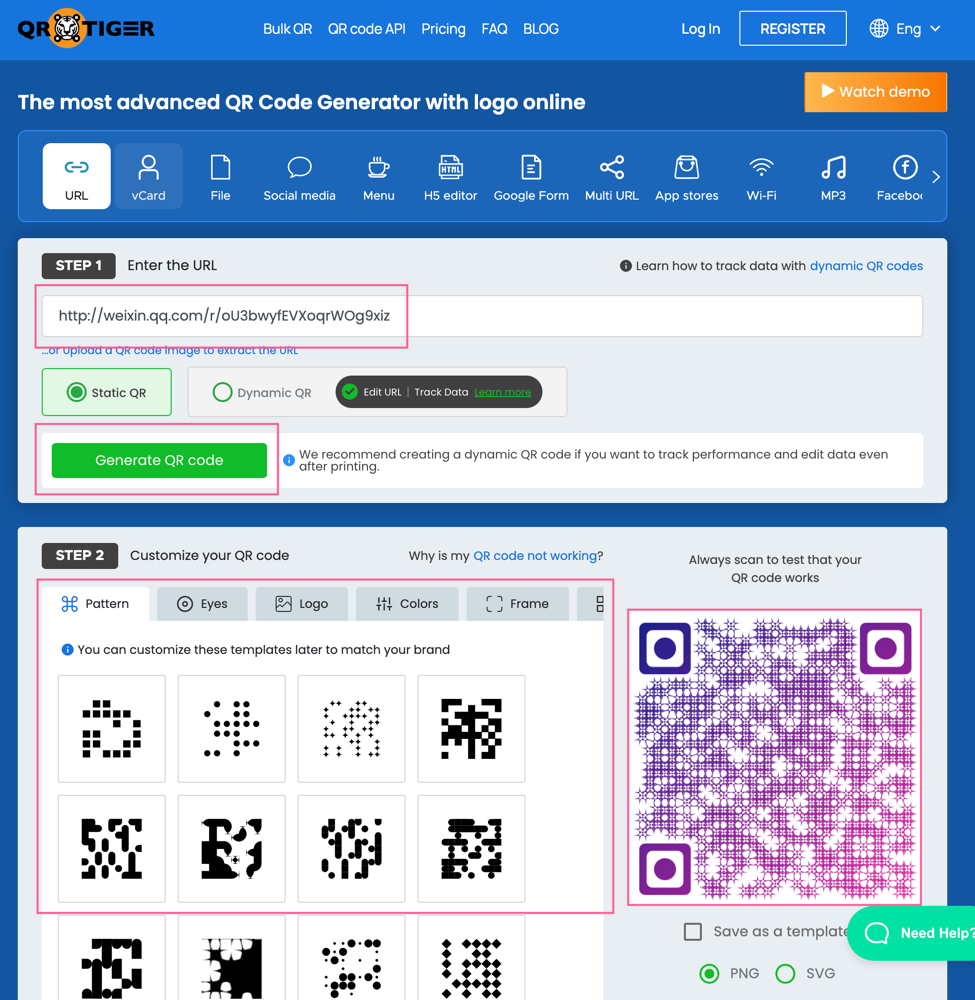 QR TIGER
Bulk QR QR code API Pricing FAQ BLOG Log In REGISTER Eng
The most advanced QR Code Generator with logo online
Watch demo
URL vCard File Social media Menu H5 editor Google Form Multi URL App stores Wi-Fi MP3 Faceboo
STEP 1 Enter the URL
Learn how to track data with dynamic QR codes
http://weixin.qq.com/r/oU3bwyfEVXoqrWOg9xiz
...or Upload a QR code image to extract the URL
Static QR Dynamic QR Edit URL | Track Data Learn more
Generate QR code
We recommend creating a dynamic QR code if you want to track performance and edit data even
after printing.
STEP 2 Customize your QR code
Why is my QR code not working?
Pattern Eyes Logo Colors Frame
You can customize these templates later to match your brand
Always scan to test that your
QR code works
Save as a template
Need Help?
PNG SVG